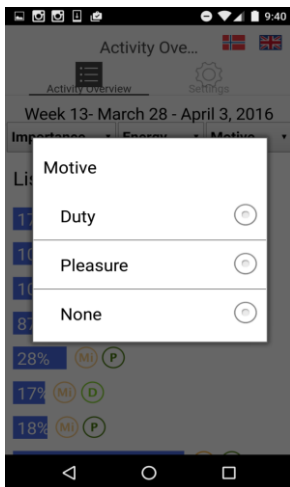 9:40
Activity Ove...
Activity Overview Settings
Week 13- March 28 - April 3, 2016
Importance Energy Motive
Motive
Duty
Pleasure
None
28% Mi P
17% Mi D
18% Mi P